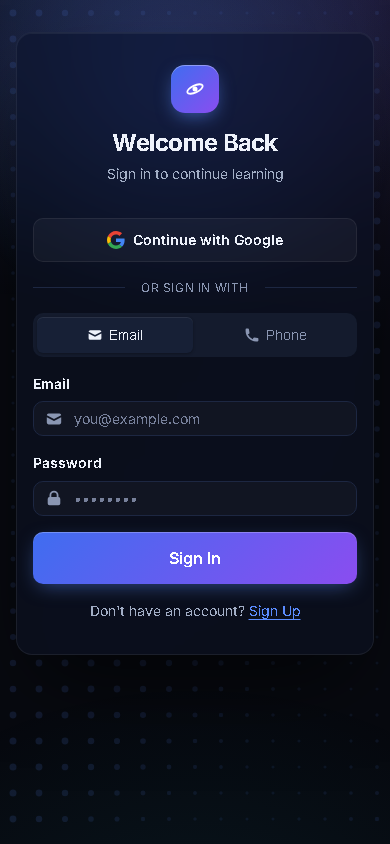 Welcome Back
Sign in to continue learning
Continue with Google
OR SIGN IN WITH
Email
Phone
Email
you@example.com
Password
••••••••
Sign In
Don't have an account? Sign Up